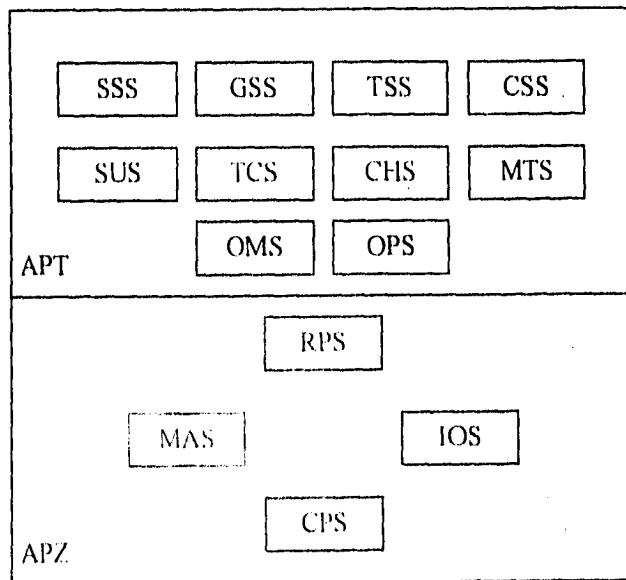 SSS GSS TSS CSS
SUS TCS CHS MTS
OMS OPS
APT
RPS
MAS IOS
CPS
APZ